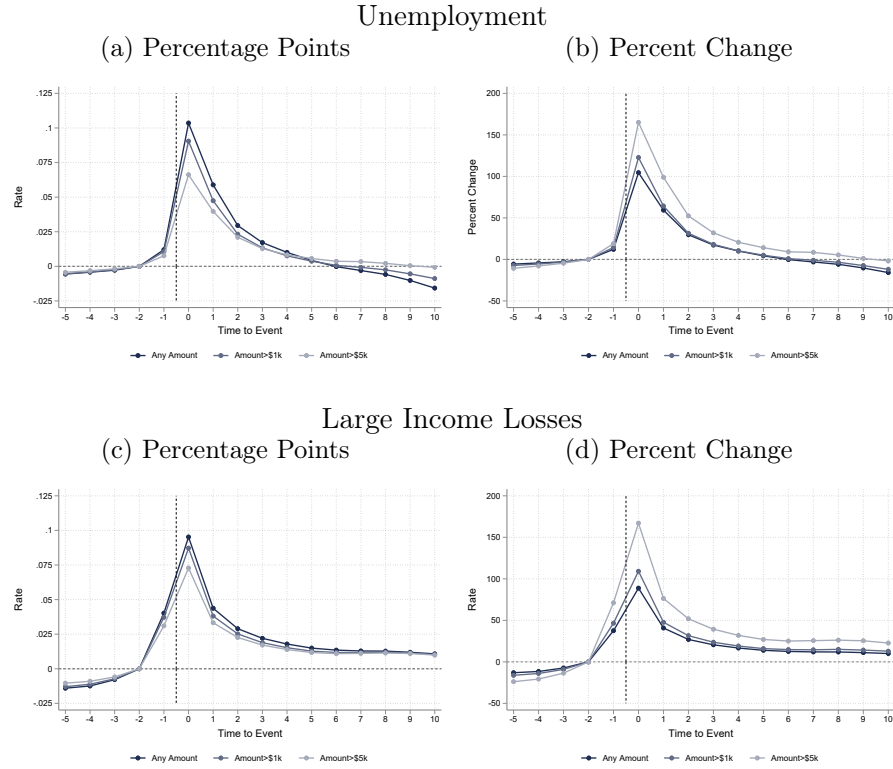 Unemployment
(a) Percentage Points
(b) Percent Change
.125
.1
.075
.05
.025
0
-.025
Rate
-5 -4 -3 -2 -1 0 1 2 3 4 5 6 7 8 9 10
Time to Event
Any Amount Amount>$1k Amount>$5k
200
150
100
50
0
-50
Percent Change
-5 -4 -3 -2 -1 0 1 2 3 4 5 6 7 8 9 10
Time to Event
Any Amount Amount>$1k Amount>$5k
Large Income Losses
(c) Percentage Points
(d) Percent Change
.125
.1
.075
.05
.025
0
-.025
Rate
-5 -4 -3 -2 -1 0 1 2 3 4 5 6 7 8 9 10
Time to Event
Any Amount Amount>$1k Amount>$5k
200
150
100
50
0
-50
Rate
-5 -4 -3 -2 -1 0 1 2 3 4 5 6 7 8 9 10
Time to Event
Any Amount Amount>$1k Amount>$5k